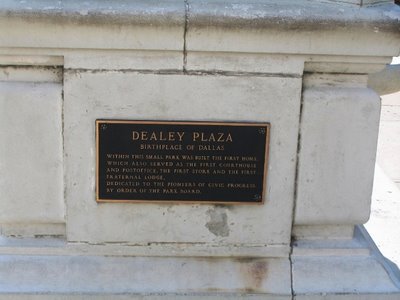 DEALEY PLAZA
BIRTHPLACE OF DALLAS
WITHIN THIS SMALL PARK WAS BUILT THE FIRST HOME
WHICH ALSO SERVED AS THE FIRST COURTHOUSE
AND POSTOFFICE, THE FIRST STORE AND THE FIRST
FRATERNAL LODGE.
DEDICATED TO THE PIONEERS OF CIVIC PROGRESS
BY ORDER OF THE PARK BOARD.